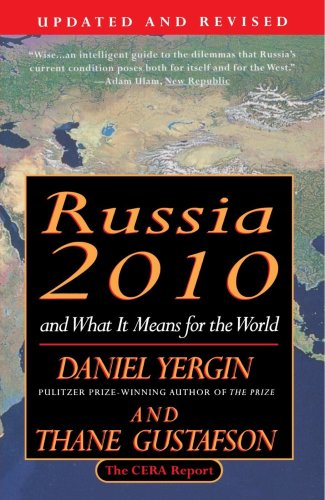 UPDATED AND REVISED
"Wise...an intelligent guide to the dilemmas that Russia's
current condition poses both for itself and for the West."
—Adam Ulam, New Republic
Russia
2010
and What It Means for the World
DANIEL YERGIN
PULITZER PRIZE-WINNING AUTHOR OF THE PRIZE
AND
THANE GUSTAFSON
The CERA Report